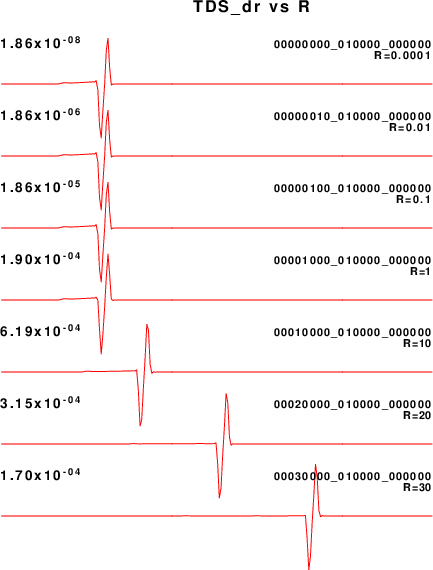 TDS_dr vs R
1.86x10-08 00000000_010000_000000
R=0.0001
1.86x10-06 00000010_010000_000000
R=0.01
1.86x10-05 00000100_010000_000000
R=0.1
1.90x10-04 00001000_010000_000000
R=1
6.19x10-04 00010000_010000_000000
R=10
3.15x10-04 00020000_010000_000000
R=20
1.70x10-04 00030000_010000_000000
R=30